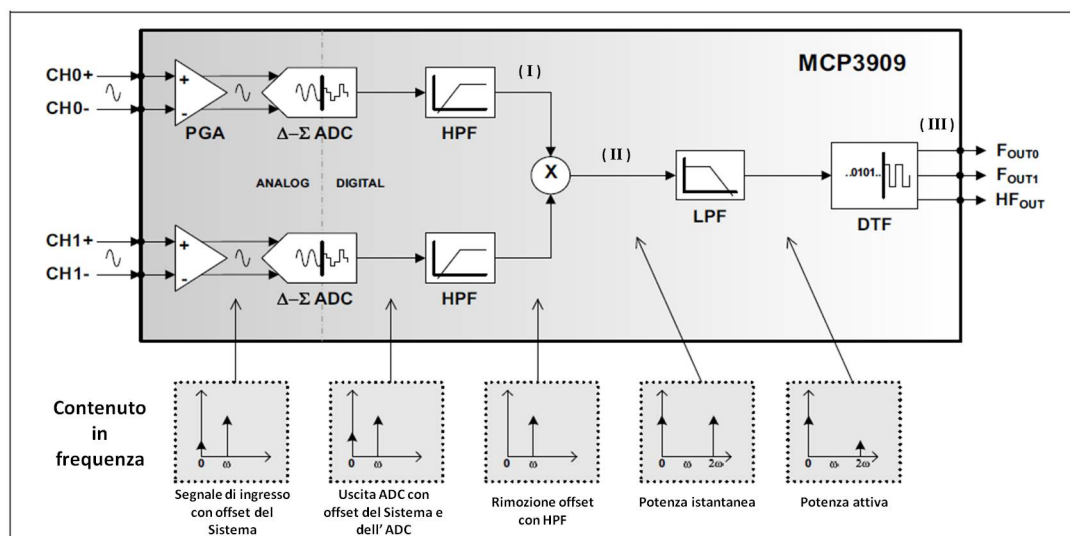 MCP3909
CH0+
CH0-
+
-
PGA
Δ–Σ ADC
HPF
( I )
ANALOG
DIGITAL
X
( II )
LPF
..0101..
DTF
( III )
FOUT0
FOUT1
HFOUT
CH1+
CH1-
+
-
PGA
Δ–Σ ADC
HPF
Contenuto
in
frequenza
0 ω
0 ω
0 ω
0 ω 2ω
0 ω 2ω
Segnale di ingresso
con offset del
Sistema
Uscita ADC con
offset del Sistema e
dell' ADC
Rimozione offset
con HPF
Potenza istantanea
Potenza attiva